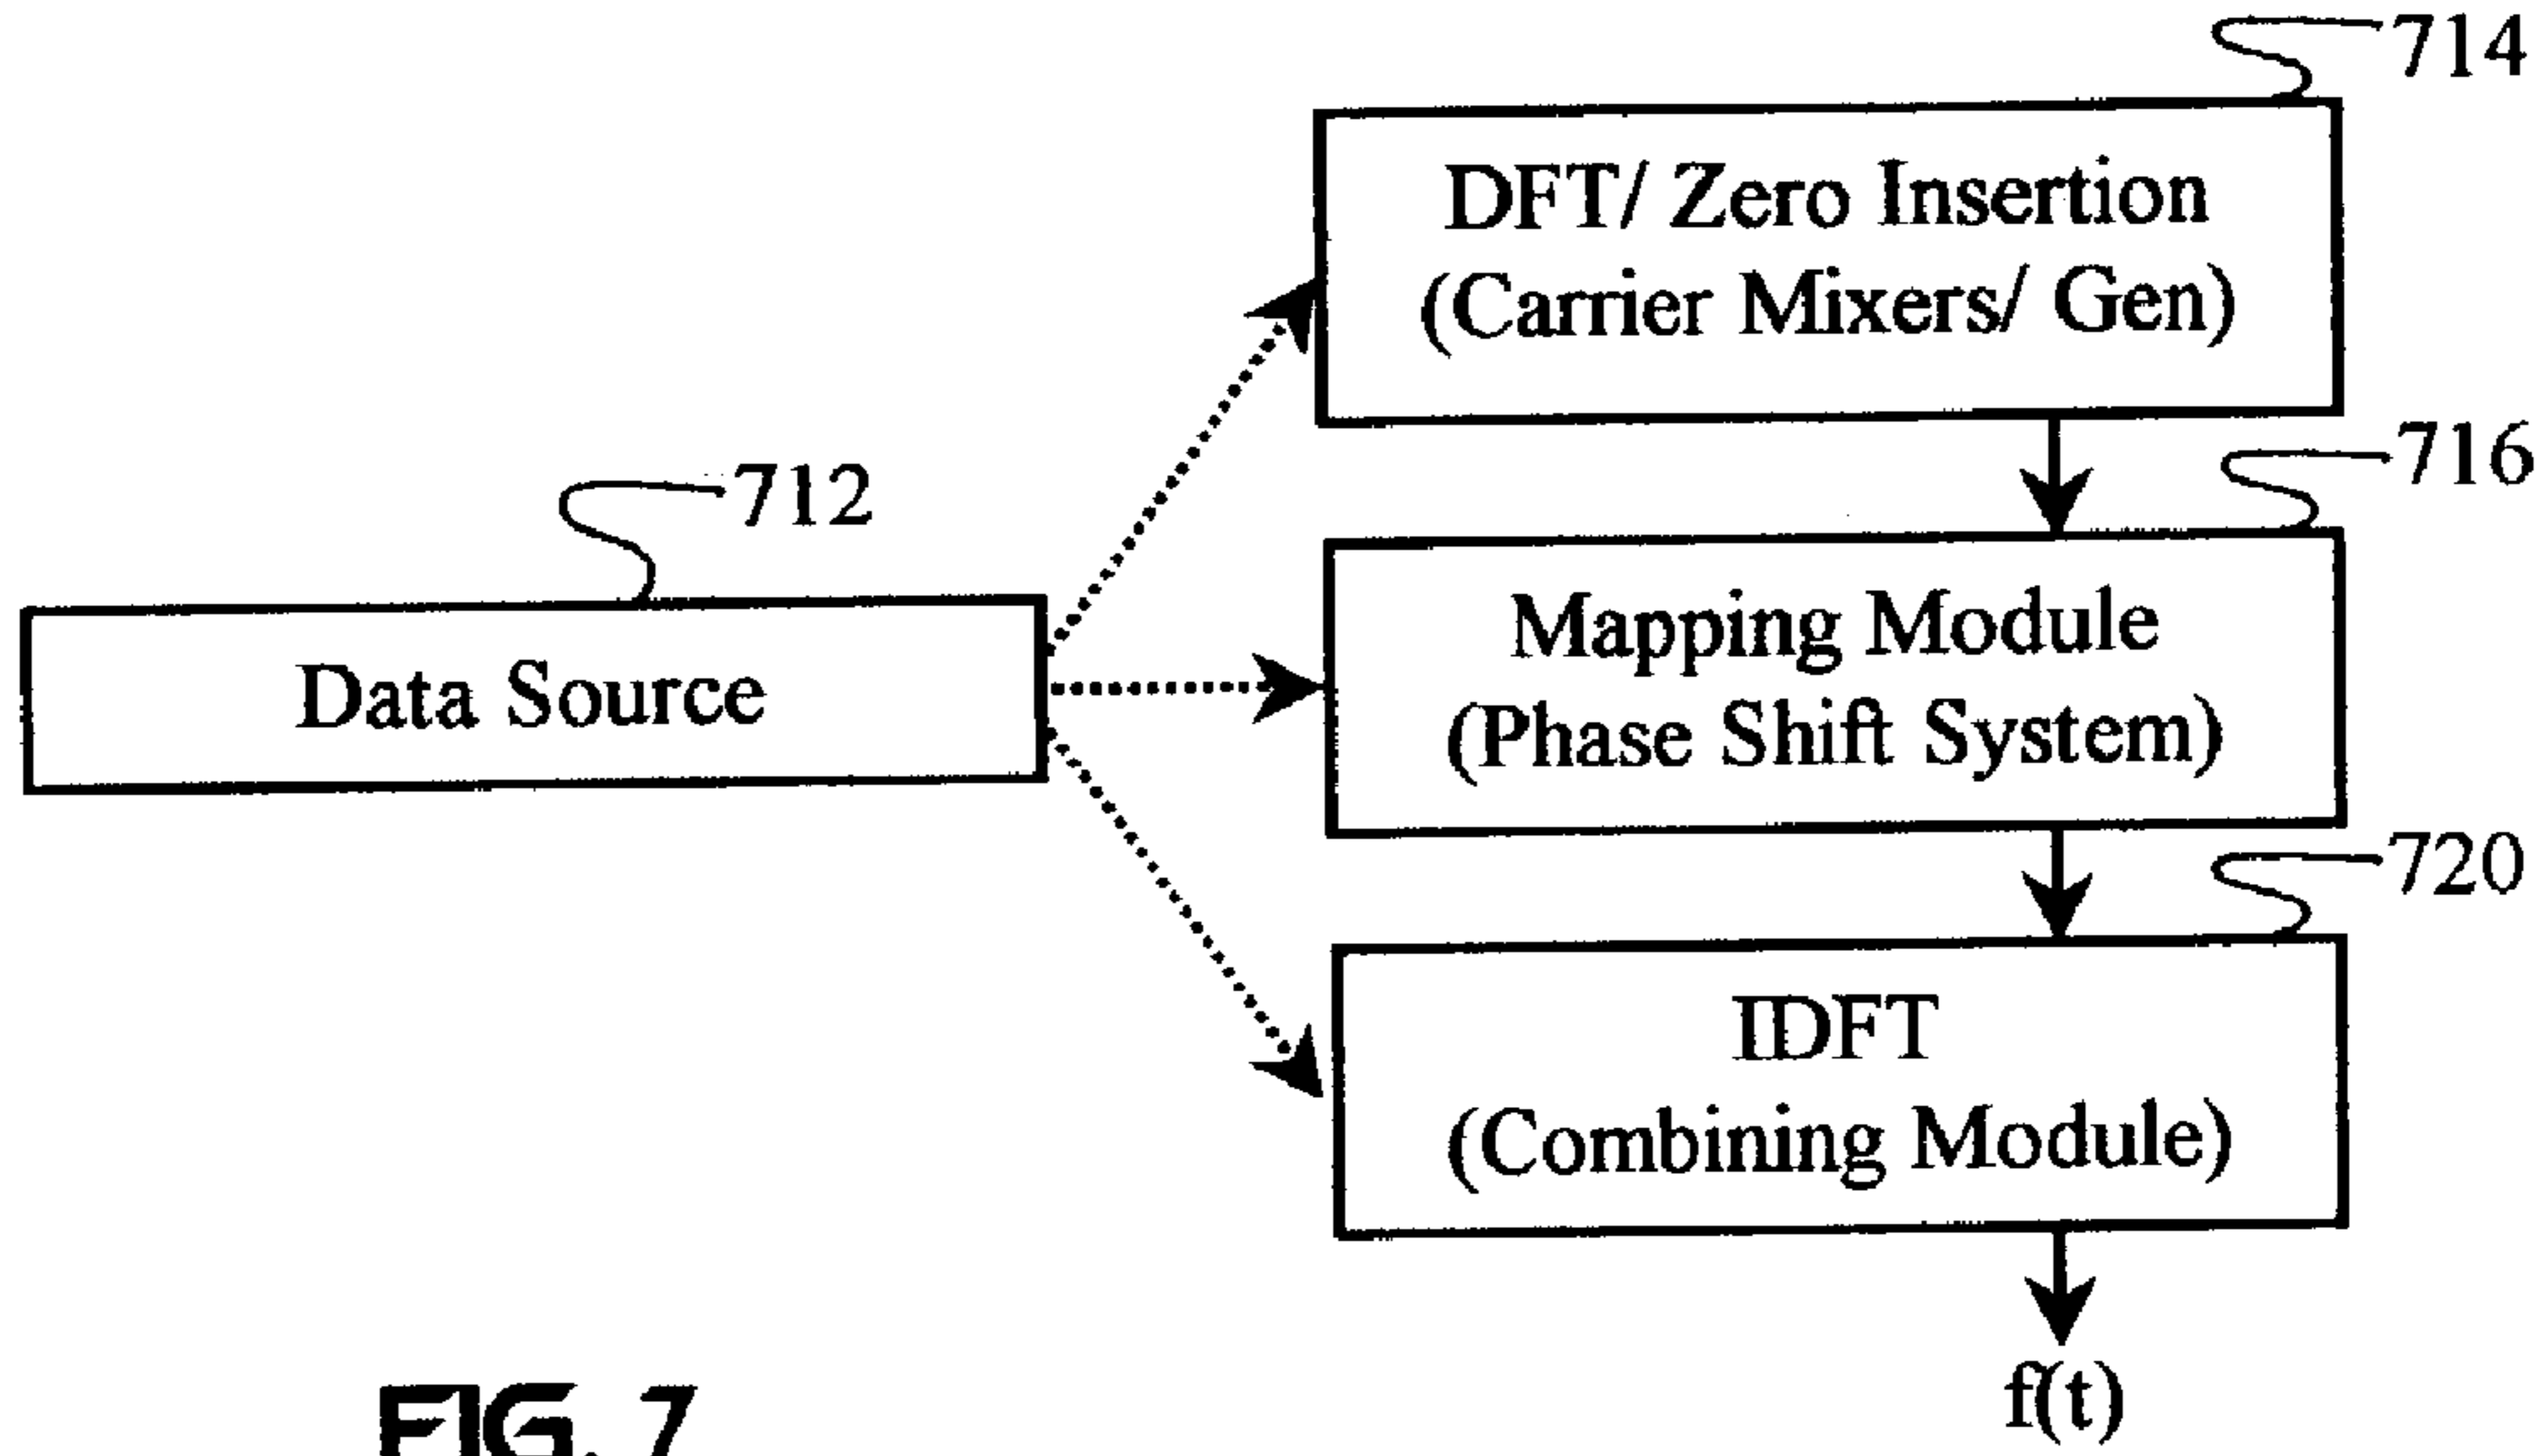 714
DFT/ Zero Insertion
(Carrier Mixers/ Gen)
716
712
Mapping Module
(Phase Shift System)
Data Source
720
IDFT
(Combining Module)
f(t)
FIG. 7